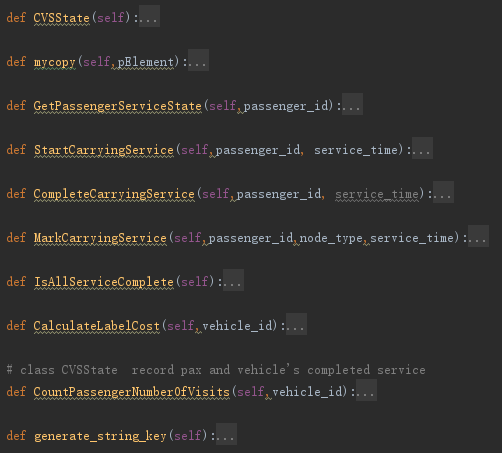 def CVSState(self):...
def mycopy(self,pElement):...
def GetPassengerServiceState(self,passenger_id):...
def StartCarryingService(self,passenger_id, service_time):...
def CompleteCarryingService(self,passenger_id, service_time):...
def MarkCarryingService(self,passenger_id,node_type,service_time):...
def IsAllServiceComplete(self):...
def CalculateLabelCost(self,vehicle_id):...
# class CVSState  record pax and vehicle's completed service
def CountPassengerNumberOfVisits(self,vehicle_id):...
def generate_string_key(self):...